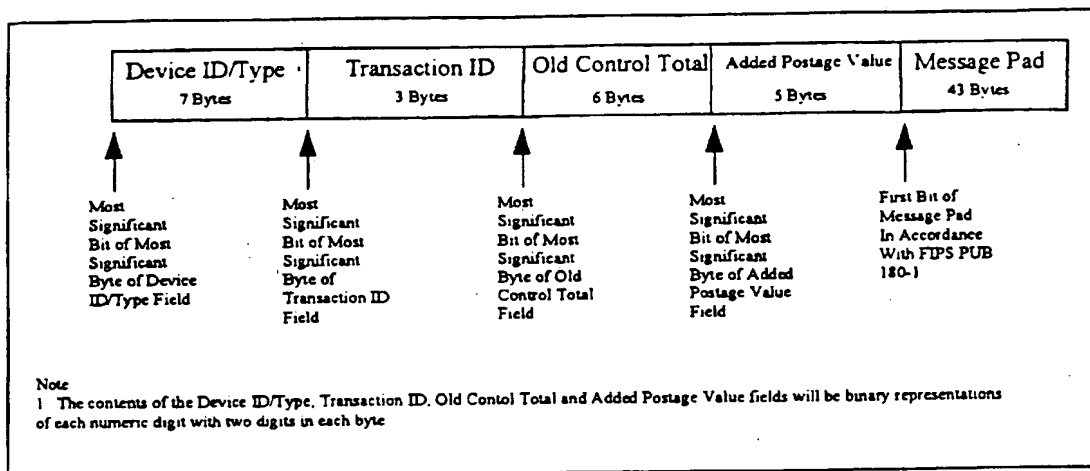 Device ID/Type
7 Bytes
Transaction ID
3 Bytes
Old Control Total
6 Bytes
Added Postage Value
5 Bytes
Message Pad
43 Bytes
Most
Significant
Bit of Most
Significant
Byte of Device
ID/Type Field
Most
Significant
Bit of Most
Significant
Byte of
Transaction ID
Field
Most
Significant
Bit of Most
Significant
Byte of Old
Control Total
Field
Most
Significant
Bit of Most
Significant
Byte of Added
Postage Value
Field
First Bit of
Message Pad
In Accordance
With FIPS PUB
180-1
Note
1 The contents of the Device ID/Type, Transaction ID, Old Contol Total and Added Postage Value fields will be binary representations
of each numeric digit with two digits in each byte